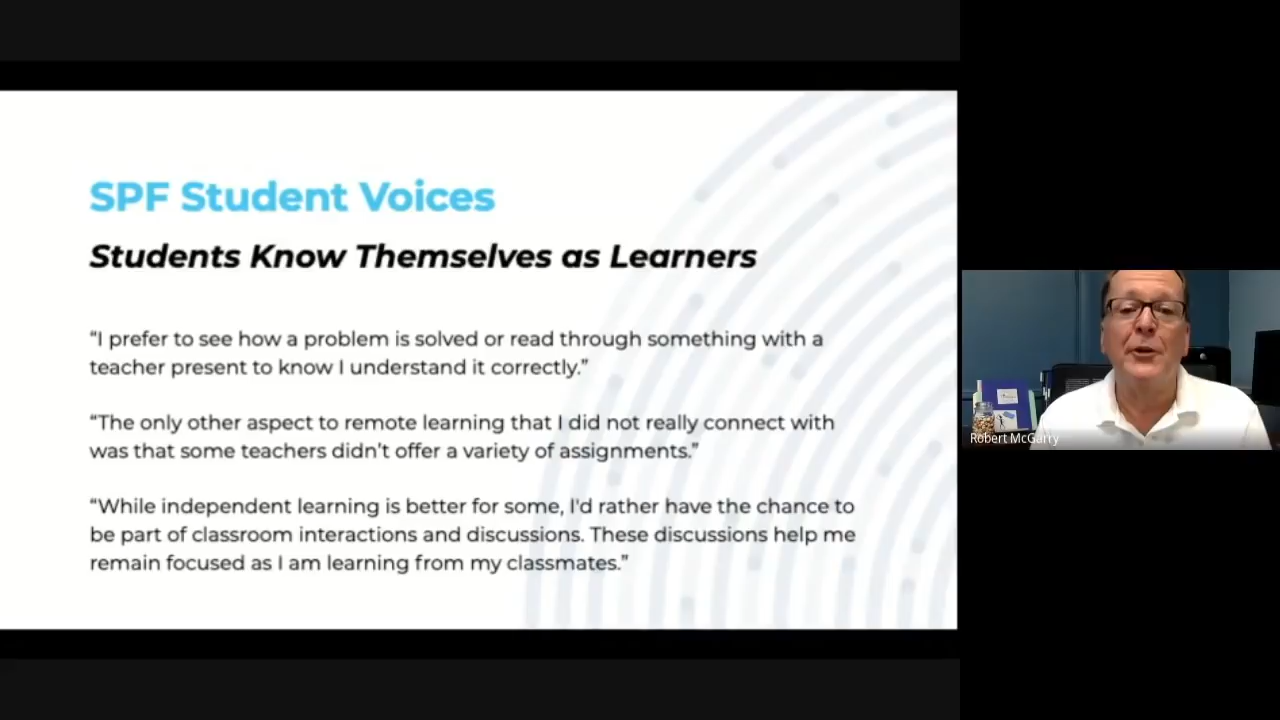 SPF Student Voices
Students Know Themselves as Learners
“I prefer to see how a problem is solved or read through something with a
teacher present to know I understand it correctly.”
“The only other aspect to remote learning that I did not really connect with
was that some teachers didn’t offer a variety of assignments.”
“While independent learning is better for some, I'd rather have the chance to
be part of classroom interactions and discussions. These discussions help me
remain focused as I am learning from my classmates.”
Robert McGarry